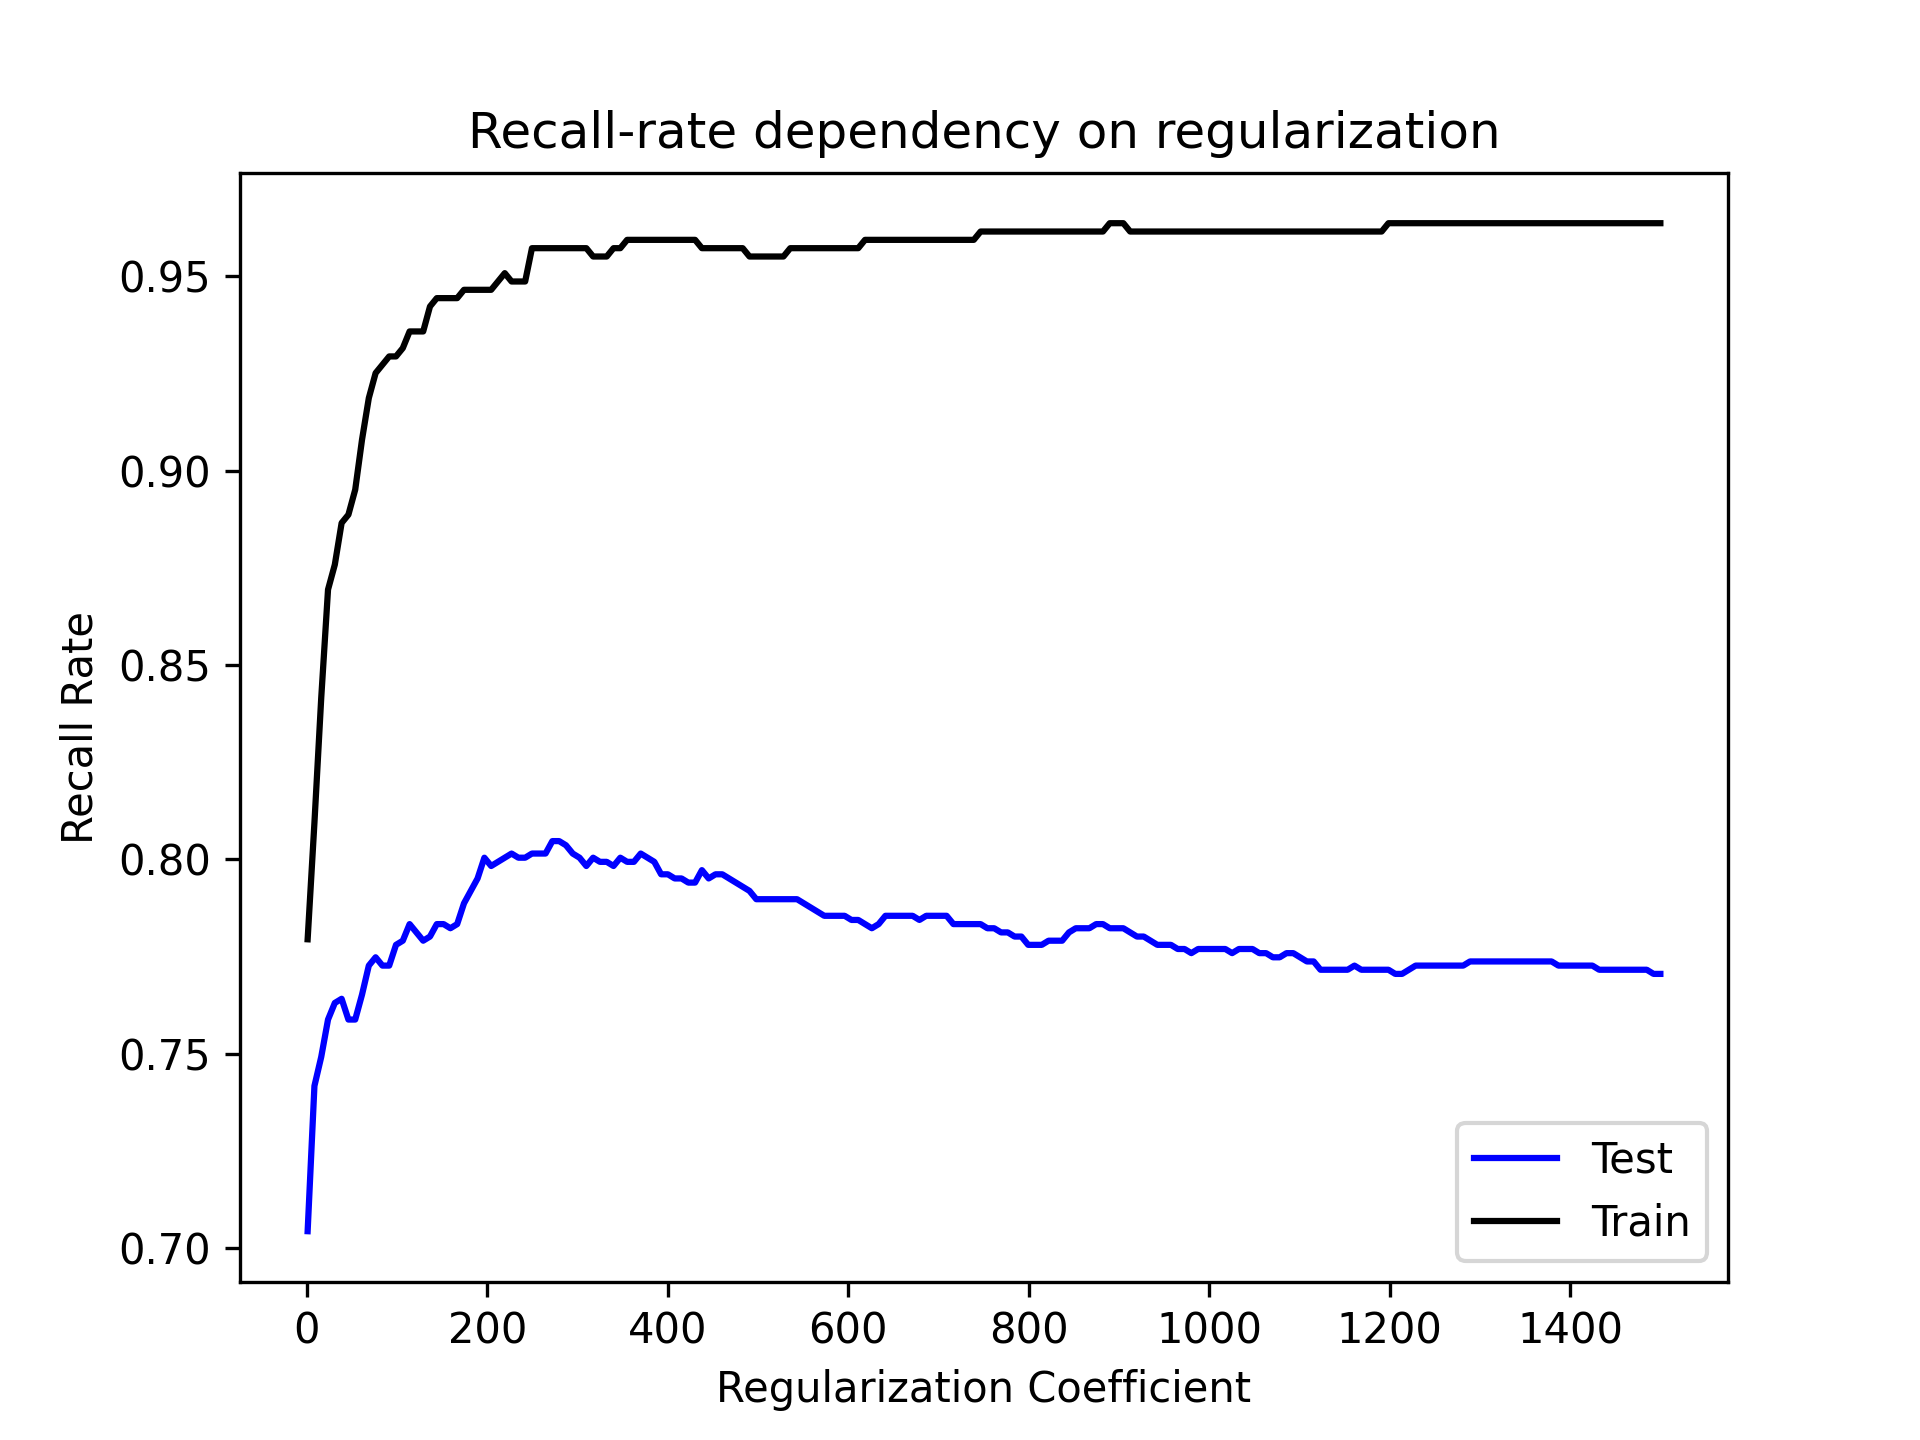 Recall-rate dependency on regularization
Recall Rate
0.95
0.90
0.85
0.80
0.75
0.70
0 200 400 600 800 1000 1200 1400
Regularization Coefficient
Test
Train